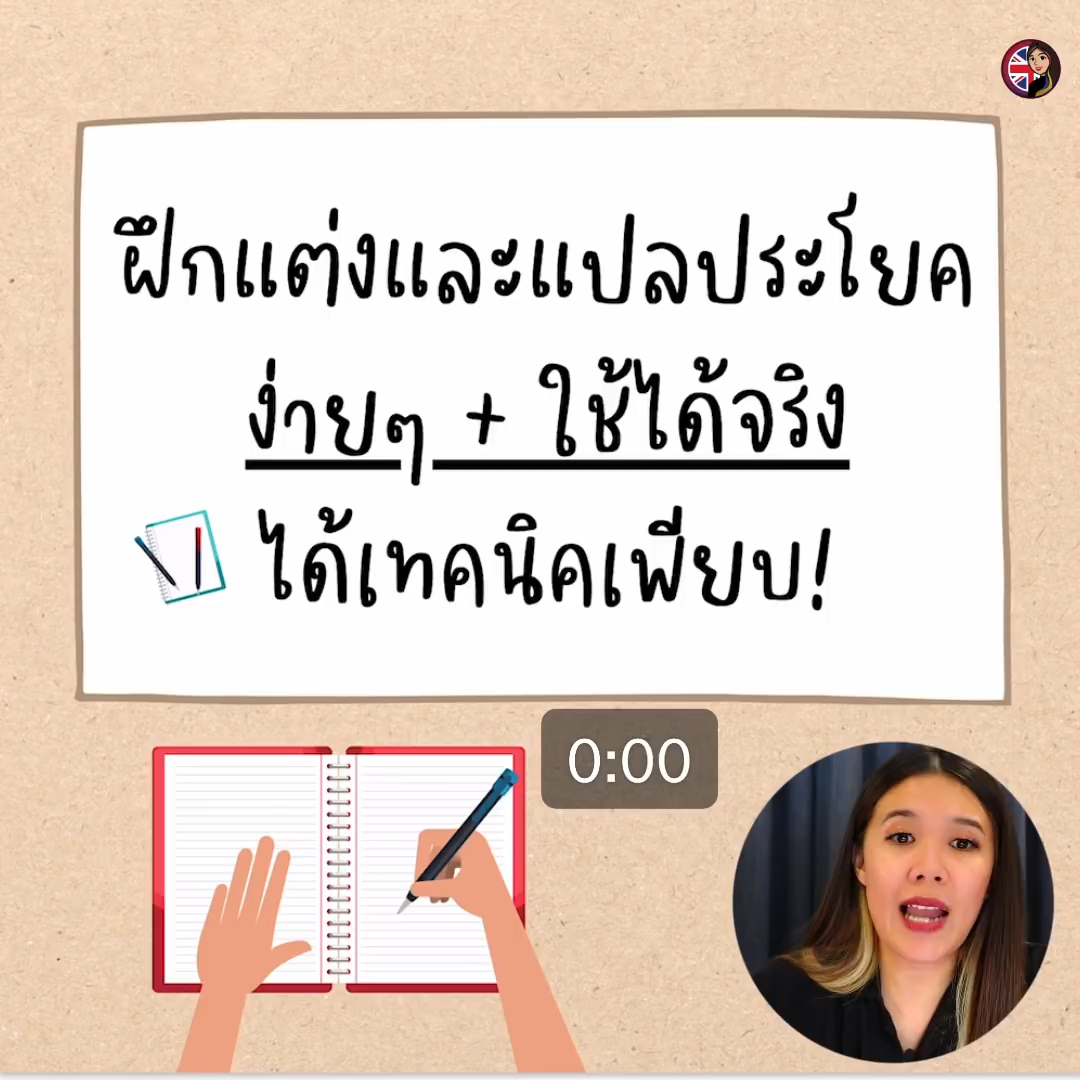 ฝึกแต่งและแปลประโยค
ง่ายๆ + ใช้ได้จริง
ได้เทคนิคเพียบ!
0:00